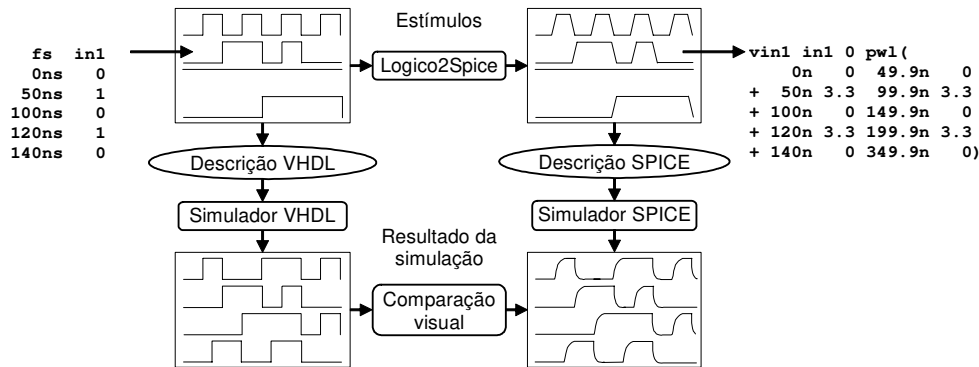 Estímulos
fs in1
0ns 0
50ns 1
100ns 0
120ns 1
140ns 0
Logico2Spice
vin1 in1 0 pwl(
0n 0 49.9n 0
+ 50n 3.3 99.9n 3.3
+ 100n 0 149.9n 0
+ 120n 3.3 199.9n 3.3
+ 140n 0 349.9n 0)
Descrição VHDL
Descrição SPICE
Simulador VHDL
Simulador SPICE
Resultado da
simulação
Comparação
visual